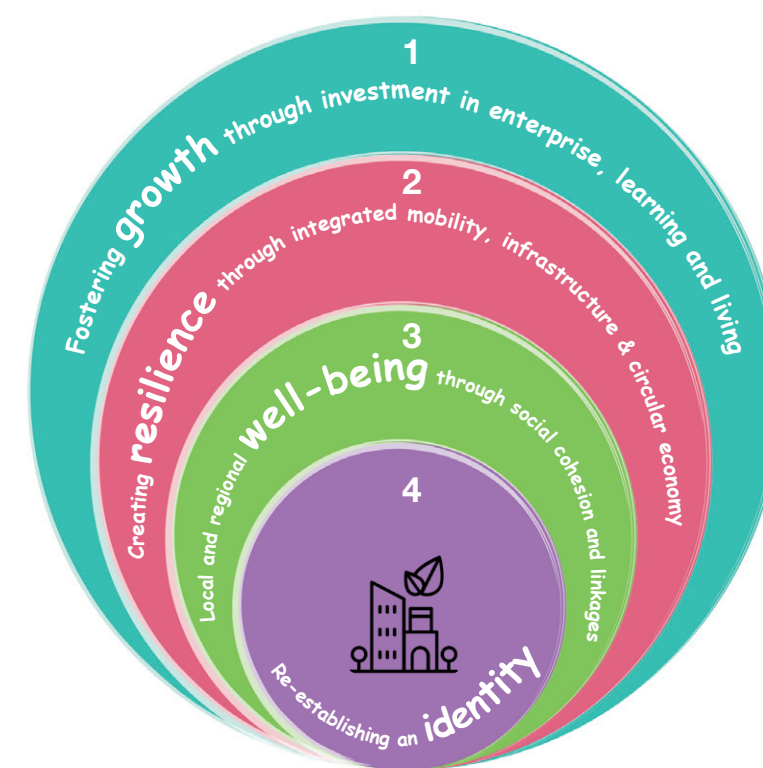 1
Fostering growth through investment in enterprise, learning and living
2
Creating resilience through integrated mobility, infrastructure & circular economy
3
Local and regional well-being through social cohesion and linkages
4
Re-establishing an identity